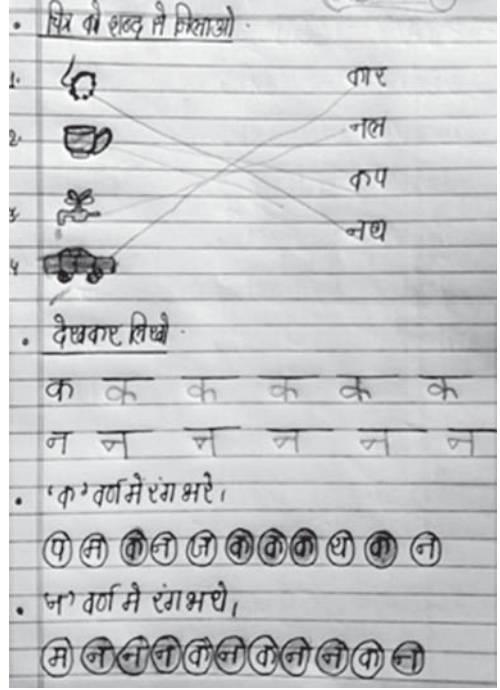 चित्र को शब्द से मिलाओ ·
1. कार
2. नल
3. कप
4 नथ
देखकर लिखो ·
क क क क क क
न न न न न न
'क' वर्ण में रंग भरे।
प म क न ज क क क थ क न
'न' वर्ण में रंग भरो,
म न न न क न क न न क न